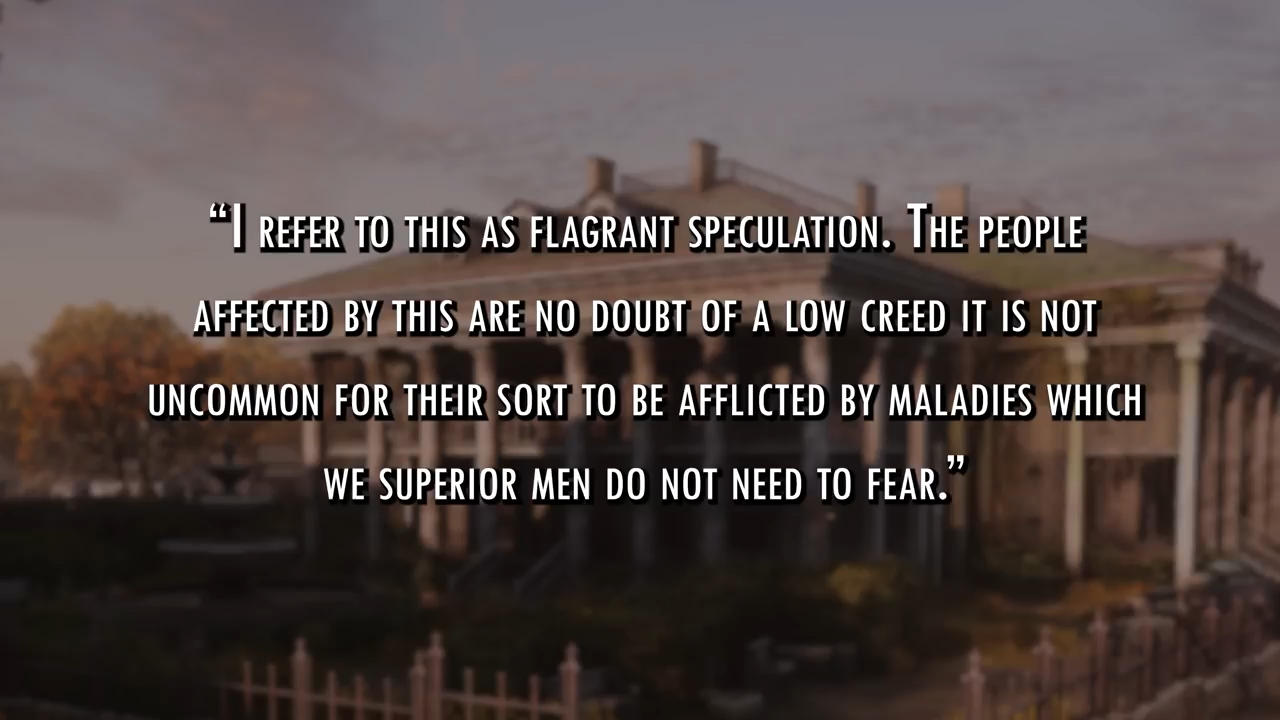 “I refer to this as flagrant speculation. The people
affected by this are no doubt of a low creed it is not
uncommon for their sort to be afflicted by maladies which
we superior men do not need to fear.”